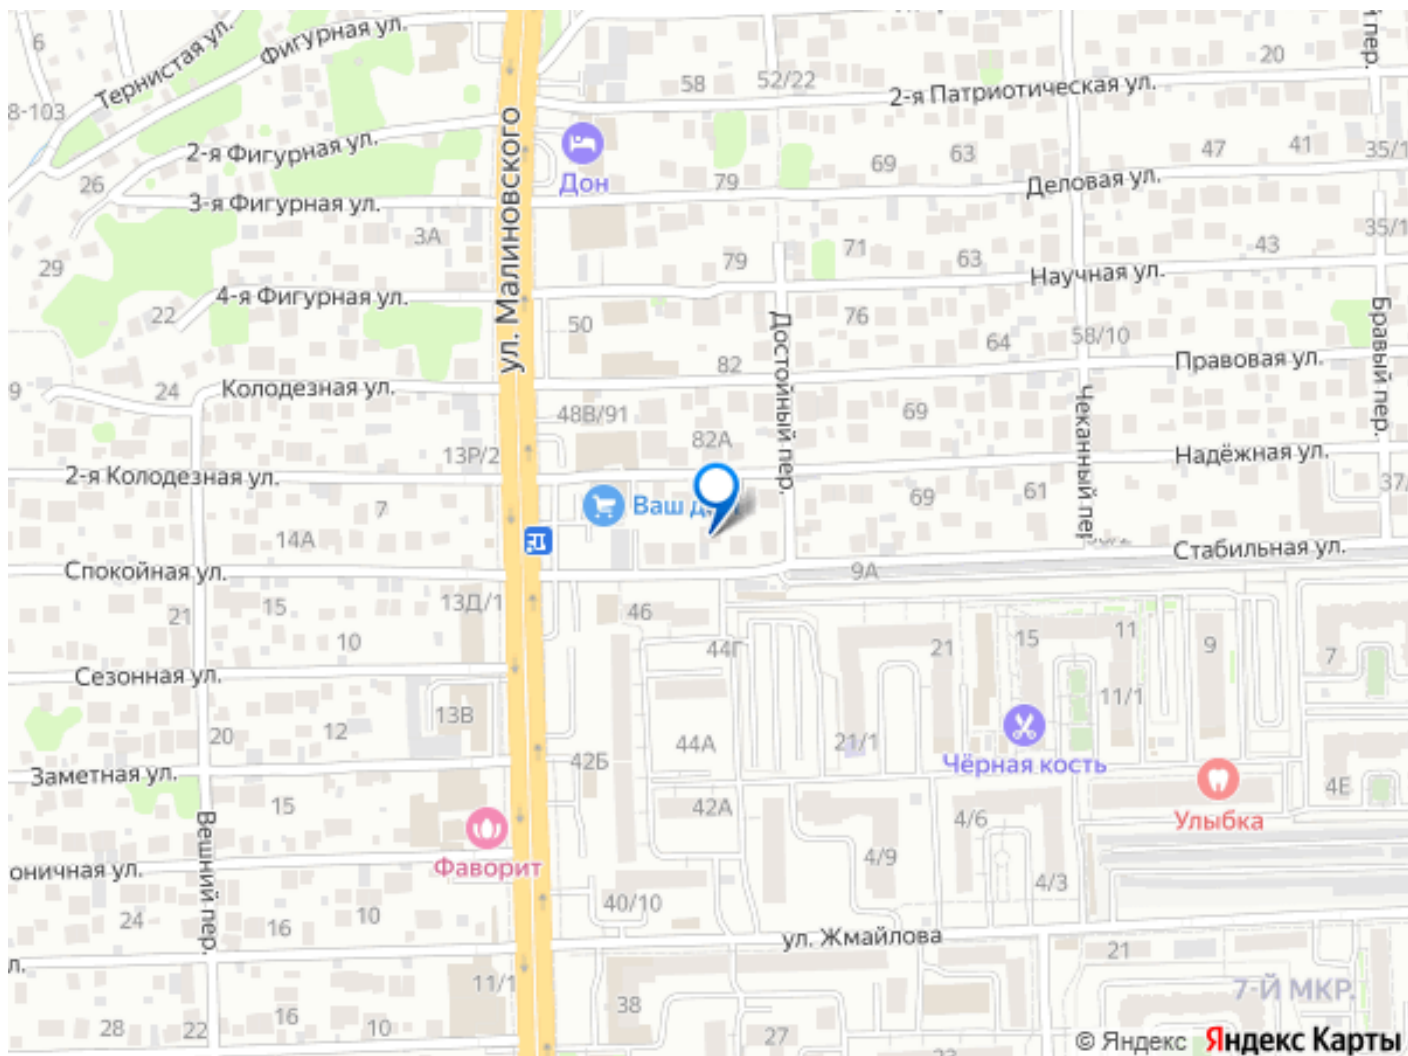 6
Тернистая ул.
Фигурная ул.
8-103
58
52/22
20
2-я Патриотическая ул.
пер.
2-я Фигурная ул.
Дон
69
63
47
41
35/1
26
79
Деловая ул.
3-я Фигурная ул.
ул. Малиновского
3А
71
43
35/1
29
79
63
Научная ул.
4-я Фигурная ул.
22
50
76
Достойный пер.
64
58/10
Бравый пер.
82
Правовая ул.
9
24
Колодезная ул.
48В/91
69
Чеканный пер
82А
13Р/2
Надёжная ул.
2-я Колодезная ул.
7
Ваш д
69
61
37/
14А
Стабильная ул.
Спокойная ул.
9А
21
15
13Д/1
46
10
44Г
21
15
11
9
7
Сезонная ул.
11/1
13В
12
20
44А
21/1
42Б
Чёрная кость
Заметная ул.
4Е
15
42А
4/6
Улыбка
Вешний пер.
Фаворит
4/9
оничная ул.
4/3
24
10
16
40/10
ул. Жмайлова
л.
21
11/1
7-Й МКР.
38
28
22
16
10
27
23
© Яндекс Яндекс Карты